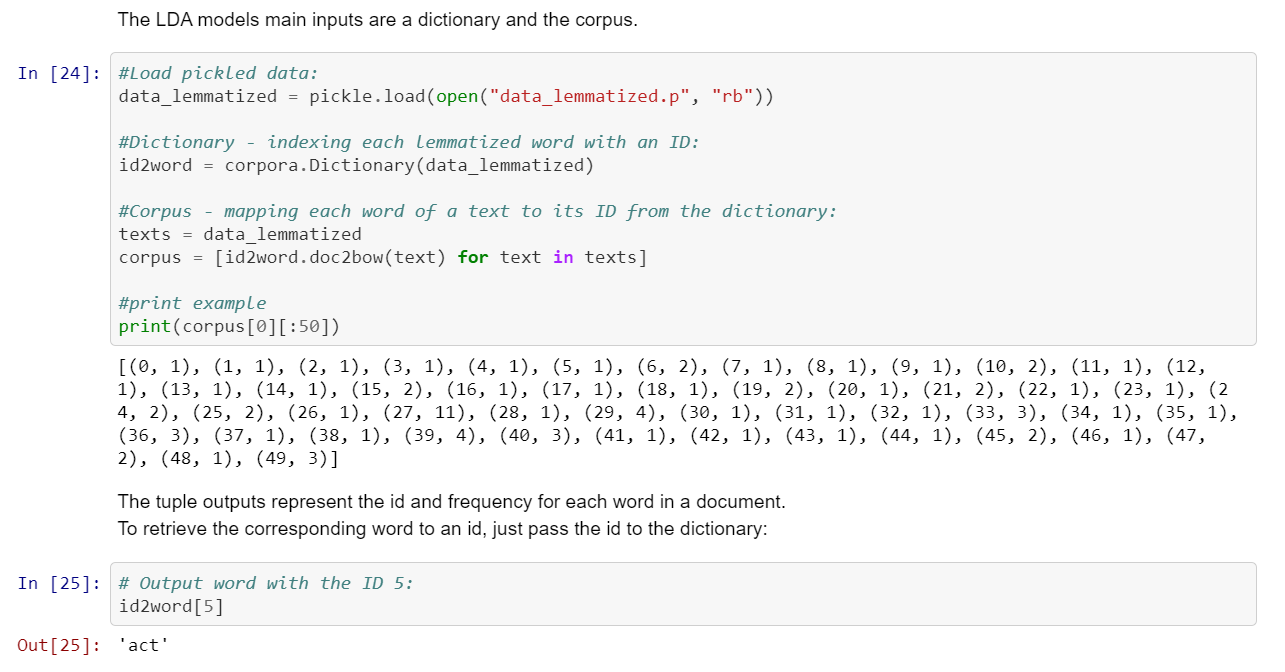 The LDA models main inputs are a dictionary and the corpus.
In [24]: #Load pickled data:
data_lemmatized = pickle.load(open("data_lemmatized.p", "rb"))
#Dictionary - indexing each lemmatized word with an ID:
id2word = corpora.Dictionary(data_lemmatized)
#Corpus - mapping each word of a text to its ID from the dictionary:
texts = data_lemmatized
corpus = [id2word.doc2bow(text) for text in texts]
#print example
print(corpus[0][:50])
[(0, 1), (1, 1), (2, 1), (3, 1), (4, 1), (5, 1), (6, 2), (7, 1), (8, 1), (9, 1), (10, 2), (11, 1), (12,
1), (13, 1), (14, 1), (15, 2), (16, 1), (17, 1), (18, 1), (19, 2), (20, 1), (21, 2), (22, 1), (23, 1), (2
4, 2), (25, 2), (26, 1), (27, 11), (28, 1), (29, 4), (30, 1), (31, 1), (32, 1), (33, 3), (34, 1), (35, 1),
(36, 3), (37, 1), (38, 1), (39, 4), (40, 3), (41, 1), (42, 1), (43, 1), (44, 1), (45, 2), (46, 1), (47,
2), (48, 1), (49, 3)]
The tuple outputs represent the id and frequency for each word in a document.
To retrieve the corresponding word to an id, just pass the id to the dictionary:
In [25]: # Output word with the ID 5:
id2word[5]
Out[25]: 'act'